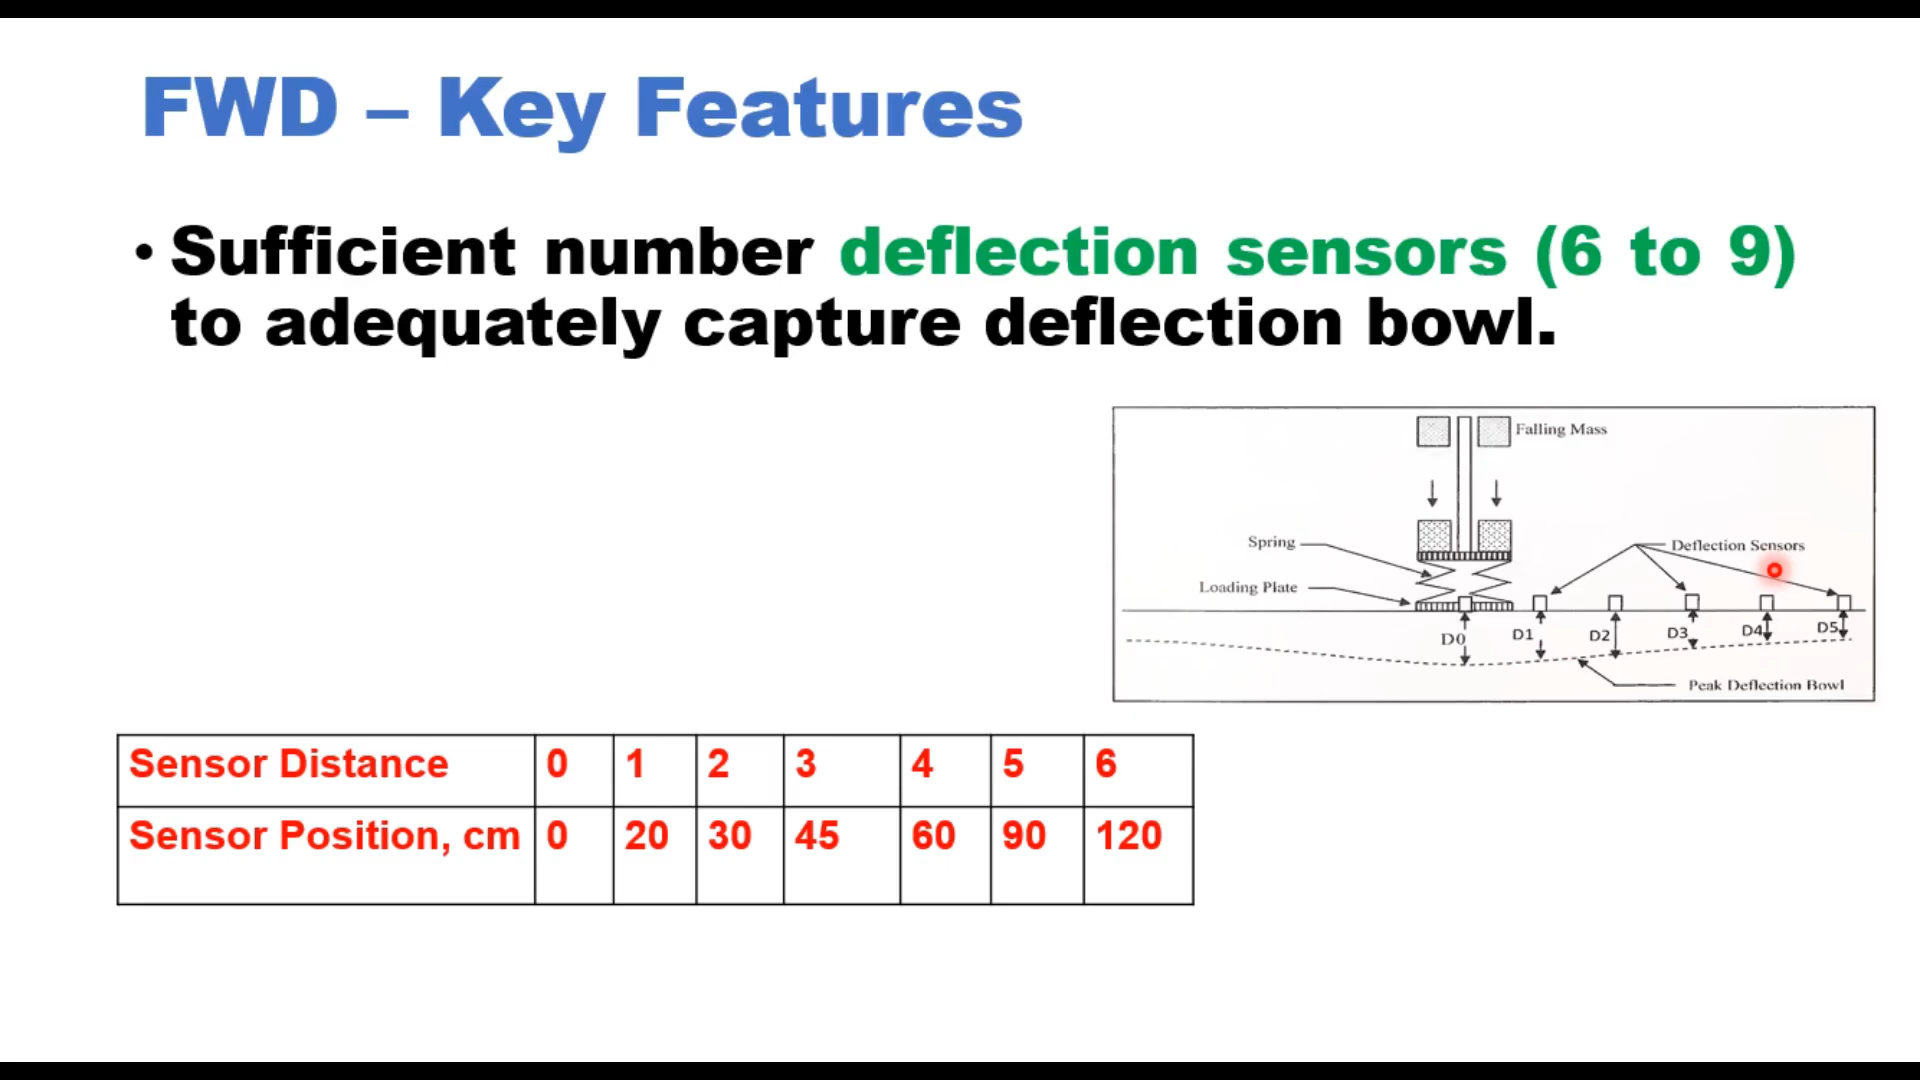 FWD – Key Features
• Sufficient number deflection sensors (6 to 9)
to adequately capture deflection bowl.
Falling Mass
Spring
Deflection Sensors
Loading Plate
D0 D1 D2 D3 D4 D5
Peak Deflection Bowl
Sensor Distance 0 1 2 3 4 5 6
Sensor Position, cm 0 20 30 45 60 90 120